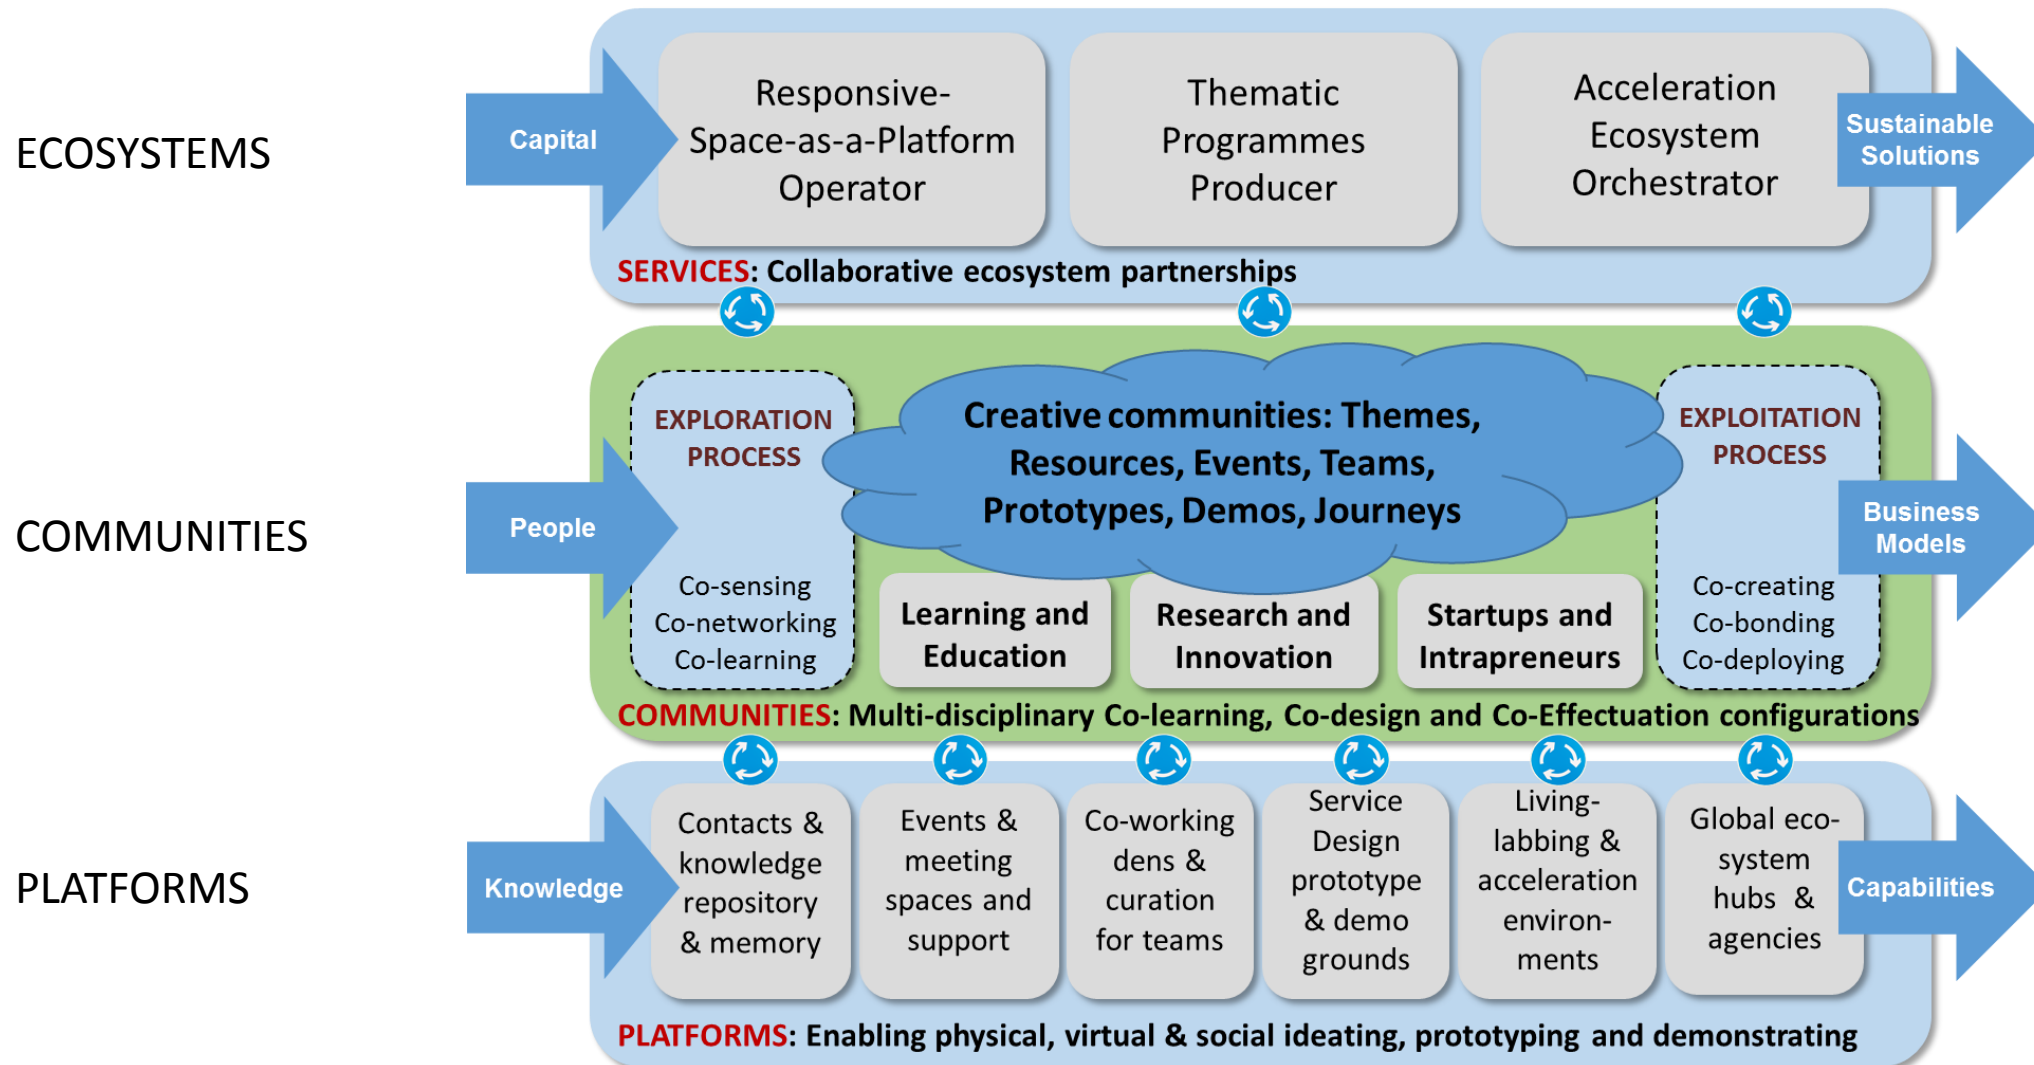 ECOSYSTEMS
Capital
Responsive-
Space-as-a-Platform
Operator
Thematic
Programmes
Producer
Acceleration
Ecosystem
Orchestrator
Sustainable
Solutions
SERVICES: Collaborative ecosystem partnerships
COMMUNITIES
People
EXPLORATION
PROCESS
Co-sensing
Co-networking
Co-learning
Creative communities: Themes,
Resources, Events, Teams,
Prototypes, Demos, Journeys
Learning and
Education
Research and
Innovation
Startups and
Intrapreneurs
EXPLOITATION
PROCESS
Co-creating
Co-bonding
Co-deploying
Business
Models
COMMUNITIES: Multi-disciplinary Co-learning, Co-design and Co-Effectuation configurations
PLATFORMS
Knowledge
Contacts &
knowledge
repository
& memory
Events &
meeting
spaces and
support
Co-working
dens &
curation
for teams
Service
Design
prototype
& demo
grounds
Living-
labbing &
acceleration
environ-
ments
Global eco-
system
hubs &
agencies
Capabilities
PLATFORMS: Enabling physical, virtual & social ideating, prototyping and demonstrating